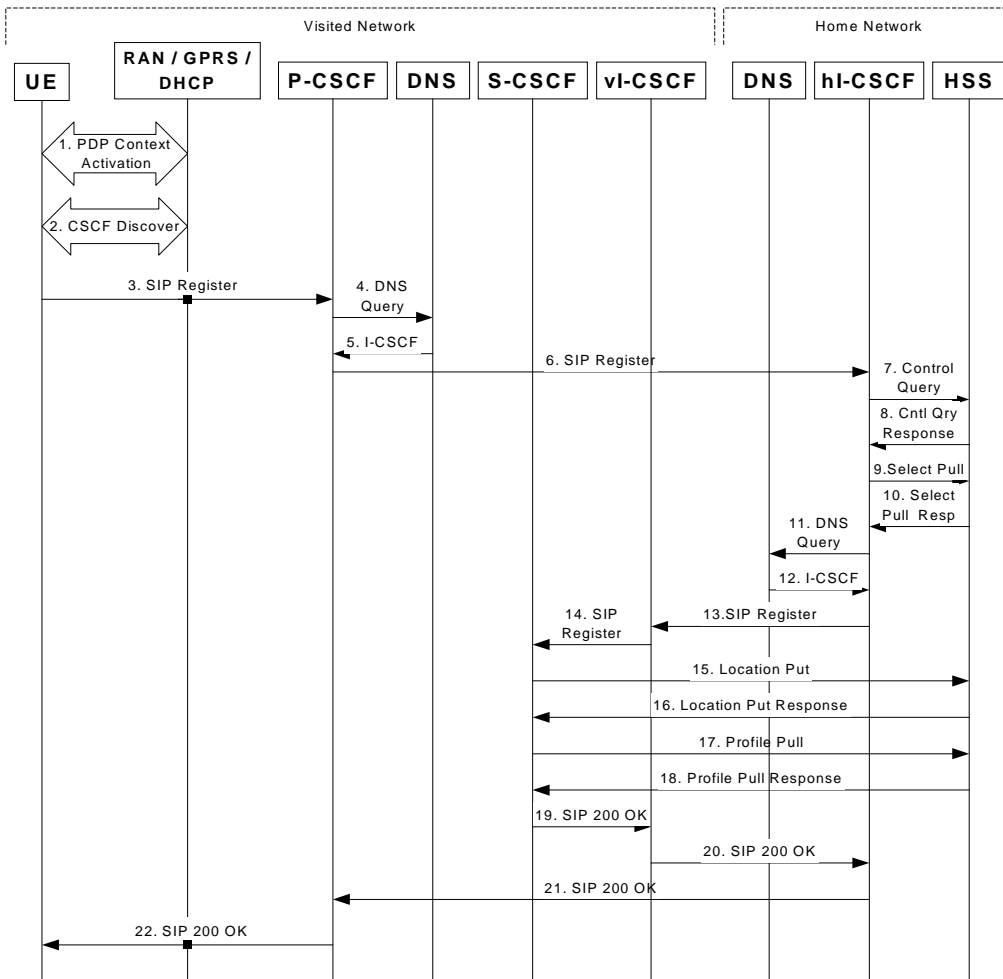 Visited Network
Home Network
UE
RAN / GPRS /
DHCP
P-CSCF
DNS
S-CSCF
vI-CSCF
DNS
hI-CSCF
HSS
1. PDP Context
Activation
2. CSCF Discover
3. SIP Register
4. DNS
Query
5. I-CSCF
6. SIP Register
7. Control
Query
8. Cntl Qry
Response
9.Select Pull
10. Select
Pull Resp
11. DNS
Query
12. I-CSCF
13.SIP Register
14. SIP
Register
15. Location Put
16. Location Put Response
17. Profile Pull
18. Profile Pull Response
19. SIP 200 OK
20. SIP 200 OK
21. SIP 200 OK
22. SIP 200 OK